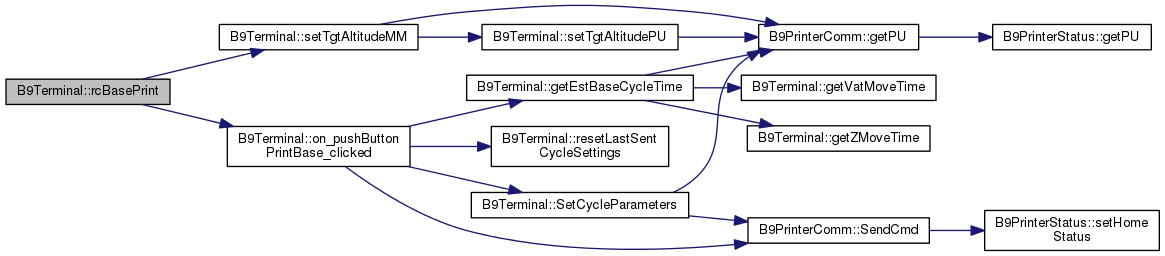 B9Terminal::rcBasePrint
B9Terminal::setTgtAltitudeMM
B9Terminal::on_pushButton
PrintBase_clicked
B9Terminal::setTgtAltitudePU
B9Terminal::getEstBaseCycleTime
B9Terminal::resetLastSent
CycleSettings
B9Terminal::SetCycleParameters
B9PrinterComm::getPU
B9Terminal::getVatMoveTime
B9Terminal::getZMoveTime
B9PrinterComm::SendCmd
B9PrinterStatus::getPU
B9PrinterStatus::setHome
Status